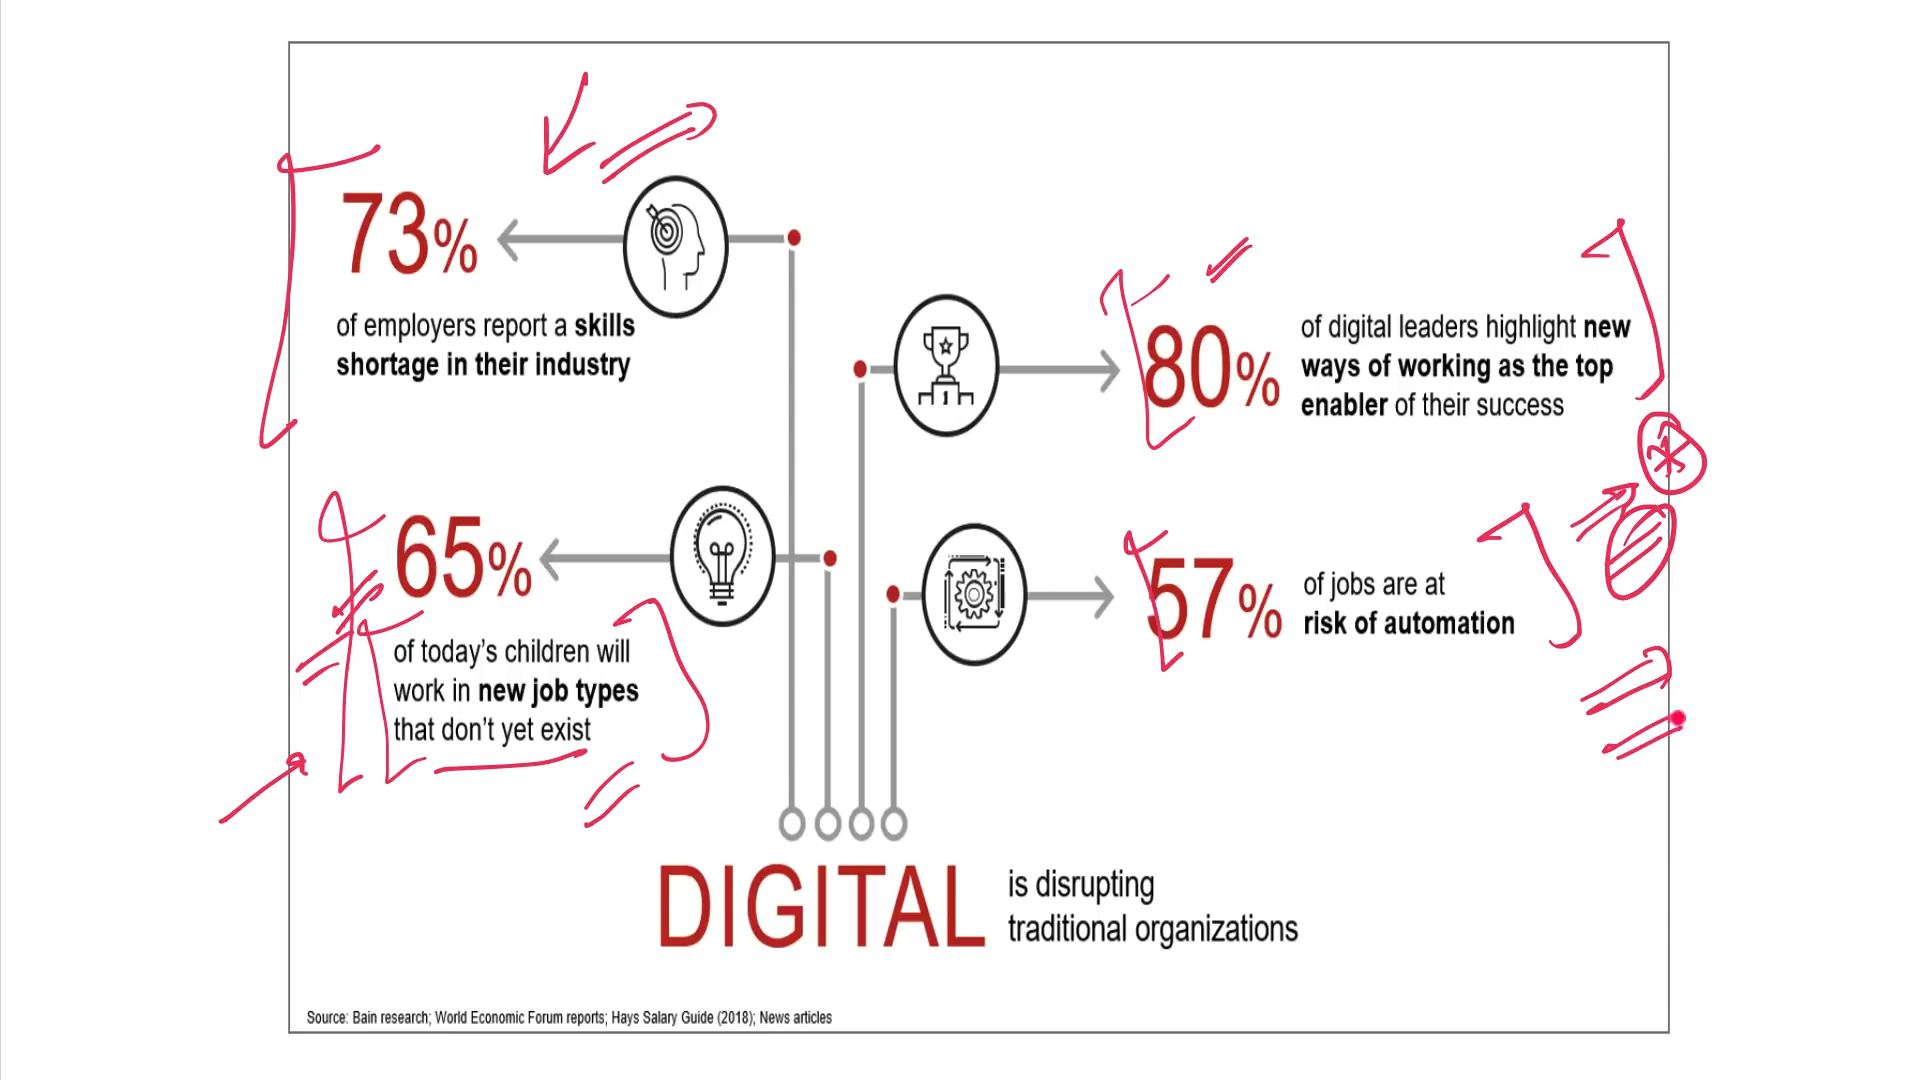 73%
of employers report a skills
shortage in their industry
80%
of digital leaders highlight new
ways of working as the top
enabler of their success
1
65%
of today's children will
work in new job types
that don't yet exist
57%
of jobs are at
risk of automation
DIGITAL
is disrupting
traditional organizations
Source: Bain research; World Economic Forum reports; Hays Salary Guide (2018); News articles